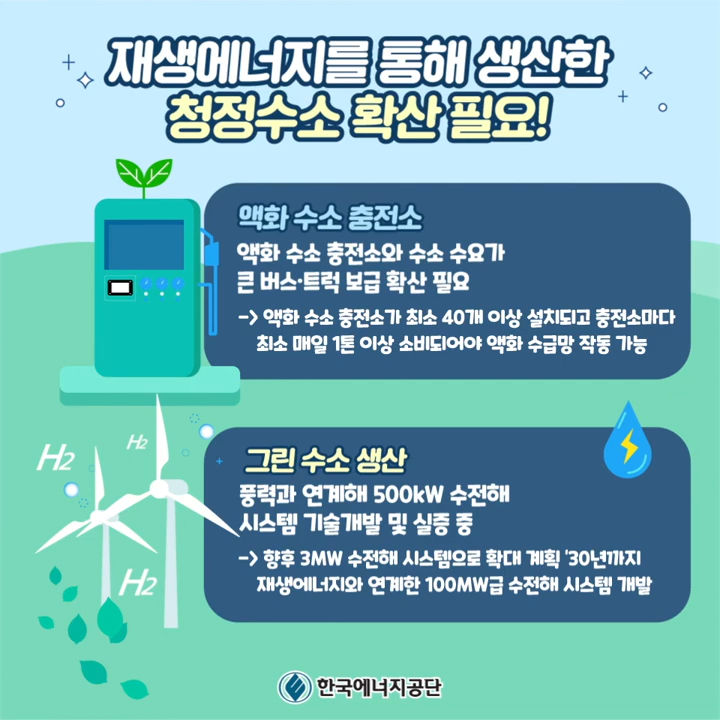 재생에너지를 통해 생산한
청정수소 확산 필요!
액화 수소 충전소
액화 수소 충전소와 수소 수요가
큰 버스·트럭 보급 확산 필요
-> 액화 수소 충전소가 최소 40개 이상 설치되고 충전소마다
최소 매일 1톤 이상 소비되어야 액화 수급망 작동 가능
H2
H2
그린 수소 생산
풍력과 연계해 500kW 수전해
시스템 기술개발 및 실증 중
-> 향후 3MW 수전해 시스템으로 확대 계획 '30년까지
재생에너지와 연계한 100MW급 수전해 시스템 개발
H2
한국에너지공단